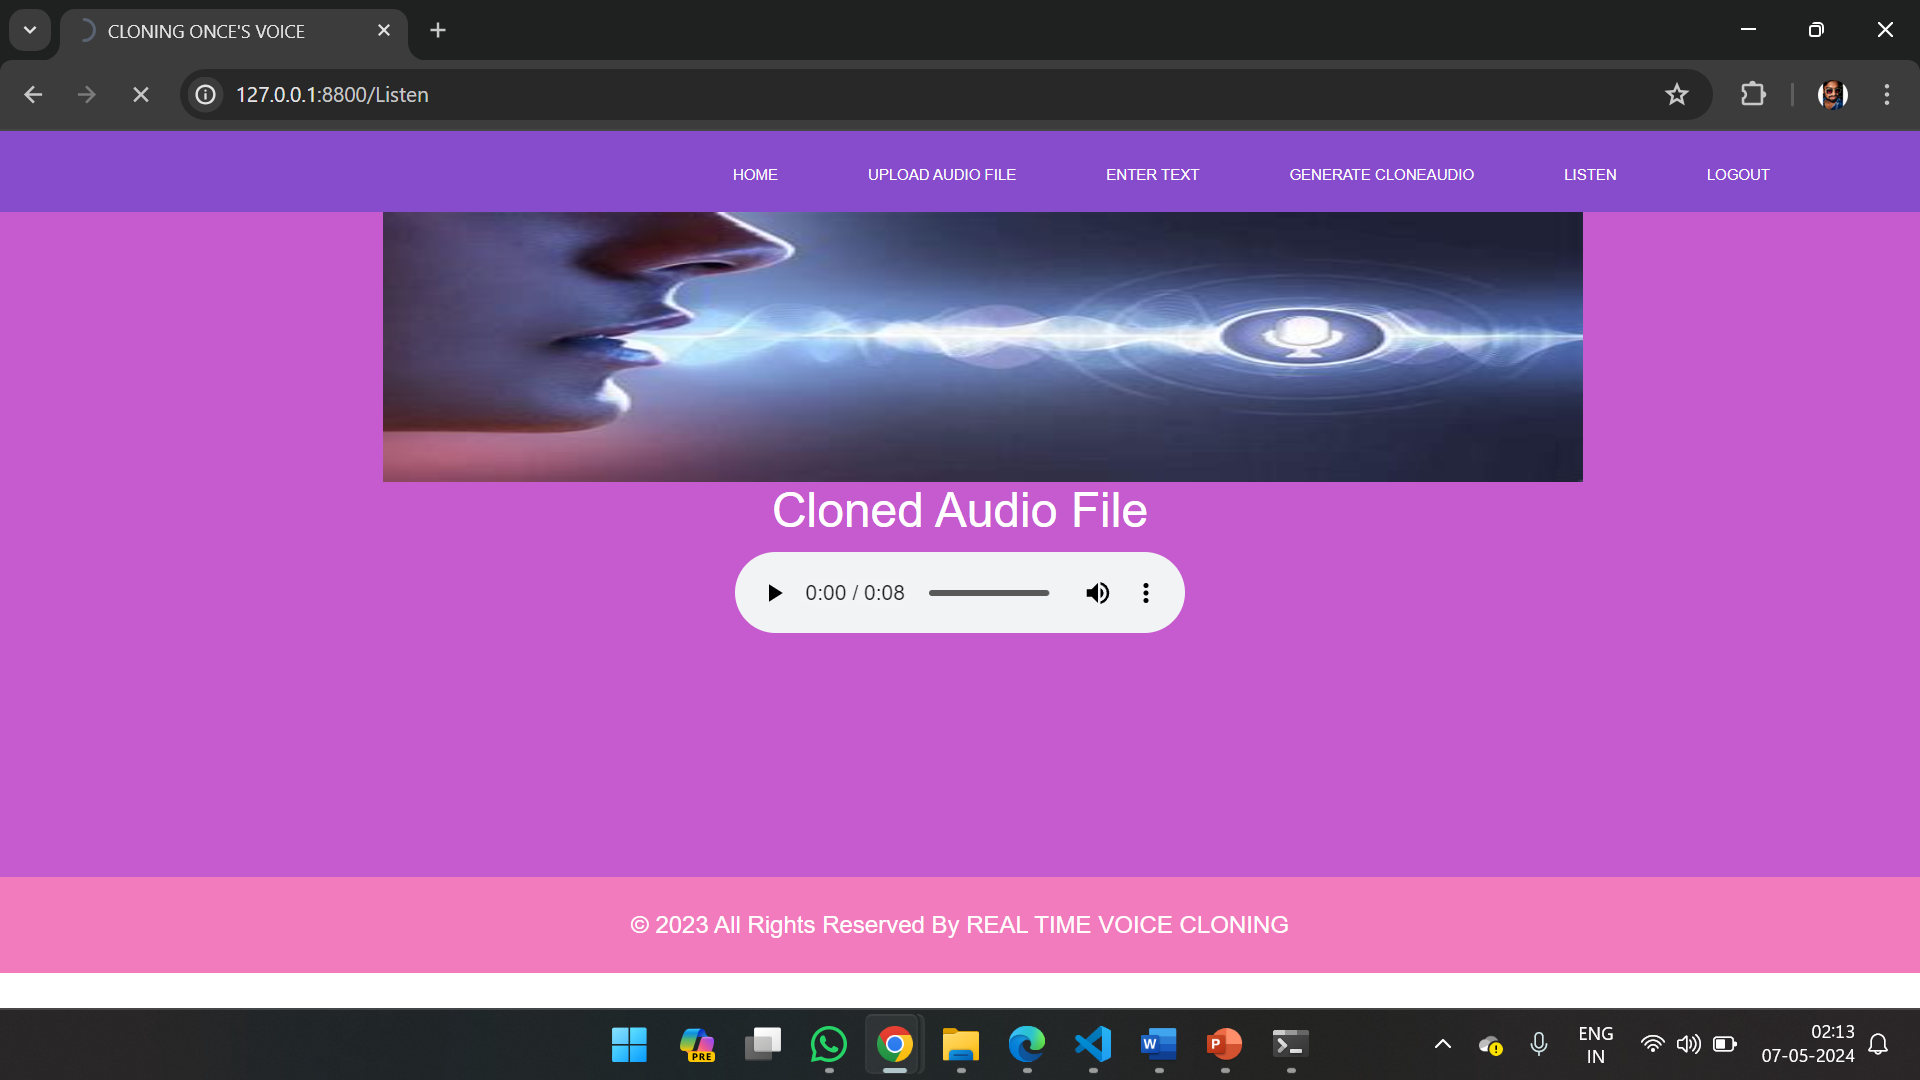 CLONING ONCE'S VOICE
127.0.0.1:8800/Listen
HOME UPLOAD AUDIO FILE ENTER TEXT GENERATE CLONEAUDIO LISTEN LOGOUT
Cloned Audio File
0:00 / 0:08
© 2023 All Rights Reserved By REAL TIME VOICE CLONING
PRE
W
P
ENG
IN
02:13
07-05-2024